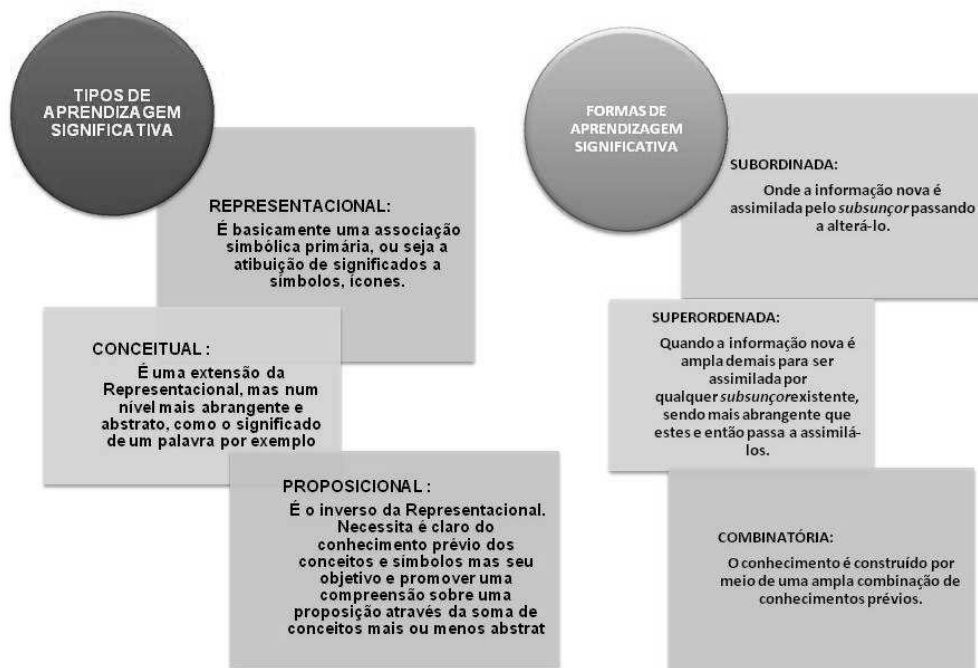 TIPOS DE
APRENDIZAGEM
SIGNIFICATIVA
REPRESENTACIONAL:
É basicamente uma associação
simbólica primária, ou seja a
atibuição de significados a
símbolos, ícones.
CONCEITUAL :
É uma extensão da
Representacional, mas num
nível mais abrangente e
abstrato, como o significado
de um palavra por exemplo
PROPOSICIONAL :
É o inverso da Representacional.
Necessita é claro do
conhecimento prévio dos
conceitos e símbolos mas seu
objetivo e promover uma
compreensão sobre uma
proposição através da soma de
conceitos mais ou menos abstrat
FORMAS DE
APRENDIZAGEM
SIGNIFICATIVA
SUBORDINADA:
Onde a informação nova é
assimilada pelo subsunçor passando
a alterá-lo.
SUPERORDENADA:
Quando a informação nova é
ampla demais para ser
assimilada por
qualquer subsunçorexistente,
sendo mais abrangente que
estes e então passa a assimilá-
los.
COMBINATÓRIA:
O conhecimento é construído por
meio de uma ampla combinação de
conhecimentos prévios.